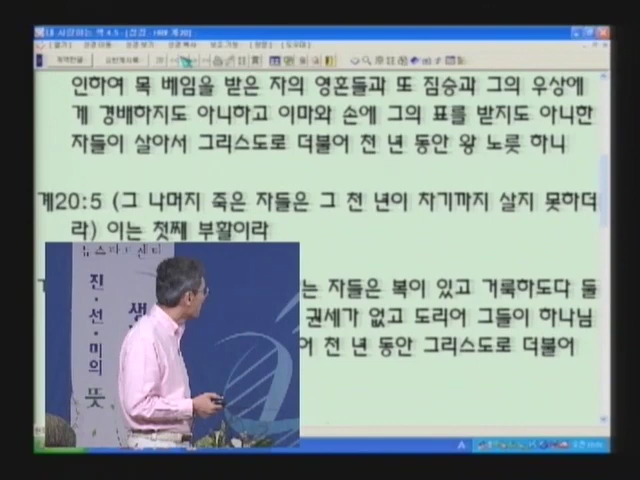 인하여 목 베임을 받은 자의 영혼들과 또 짐승과 그의 우상에
게 경배하지도 아니하고 이마와 손에 그의 표를 받지도 아니한
자들이 살아서 그리스도로 더불어 천 년 동안 왕 노릇 하니
계20:5 (그 나머지 죽은 자들은 그 천 년이 차기까지 살지 못하더
라) 이는 첫째 부활이라
는 자들은 복이 있고 거룩하도다 둘
권세가 없고 도리어 그들이 하나님
어 천 년 동안 그리스도로 더불어
진·선·미의
뜻
생
A